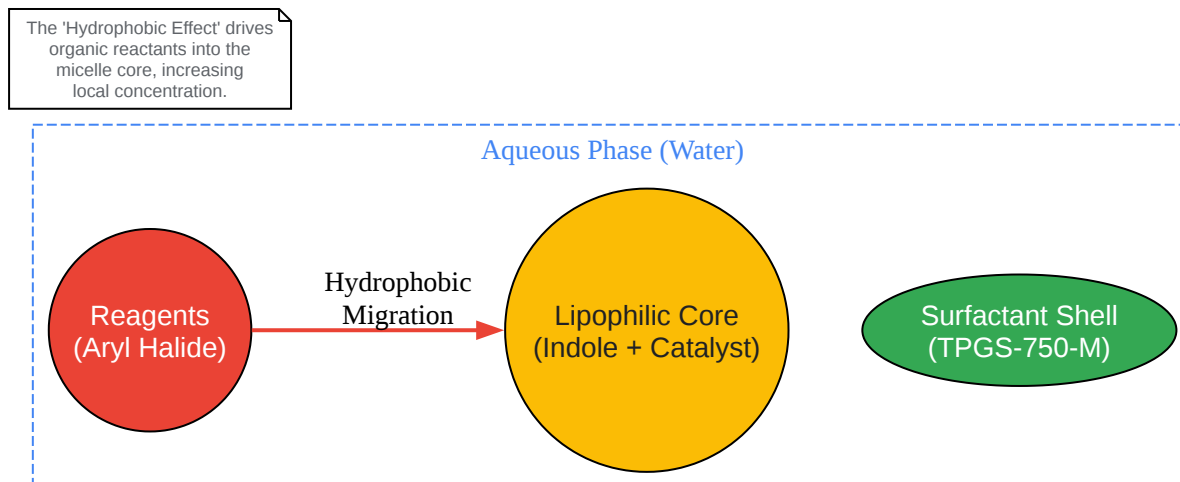 The 'Hydrophobic Effect' drives
organic reactants into the
micelle core, increasing
local concentration.
Aqueous Phase (Water)
Reagents
(Aryl Halide)
Hydrophobic
Migration
Lipophilic Core
(Indole + Catalyst)
Surfactant Shell
(TPGS-750-M)